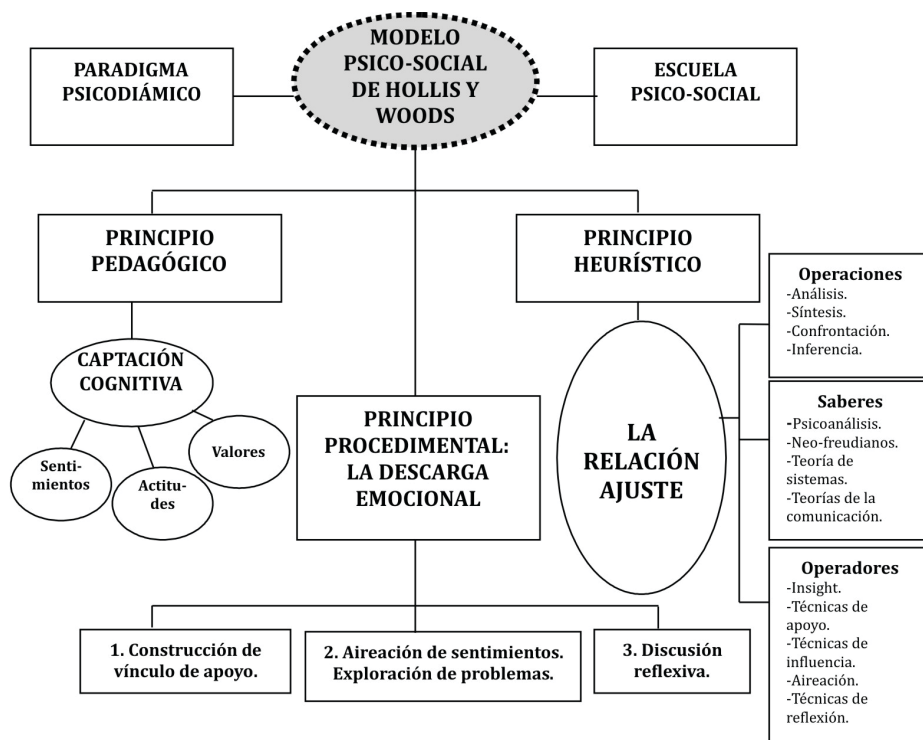 MODELO
PSICO-SOCIAL
DE HOLLIS Y
WOODS
PARADIGMA
PSICODIÁMICO
ESCUELA
PSICO-SOCIAL
PRINCIPIO
PEDAGÓGICO
PRINCIPIO
HEURÍSTICO
CAPTACIÓN
COGNITIVA
Senti-
mientos
Actitu-
des
Valores
PRINCIPIO
PROCEDIMENTAL:
LA DESCARGA
EMOCIONAL
LA
RELACIÓN
AJUSTE
Operaciones
-Análisis.
-Síntesis.
-Confrontación.
-Inferencia.
Saberes
-Psicoanálisis.
-Neo-freudianos.
-Teoría de
sistemas.
-Teorías de la
comunicación.
Operadores
-Insight.
-Técnicas de
apoyo.
-Técnicas de
influencia.
-Aireación.
-Técnicas de
reflexión.
1. Construcción de
vínculo de apoyo.
2. Aireación de sentimientos.
Exploración de problemas.
3. Discusión
reflexiva.